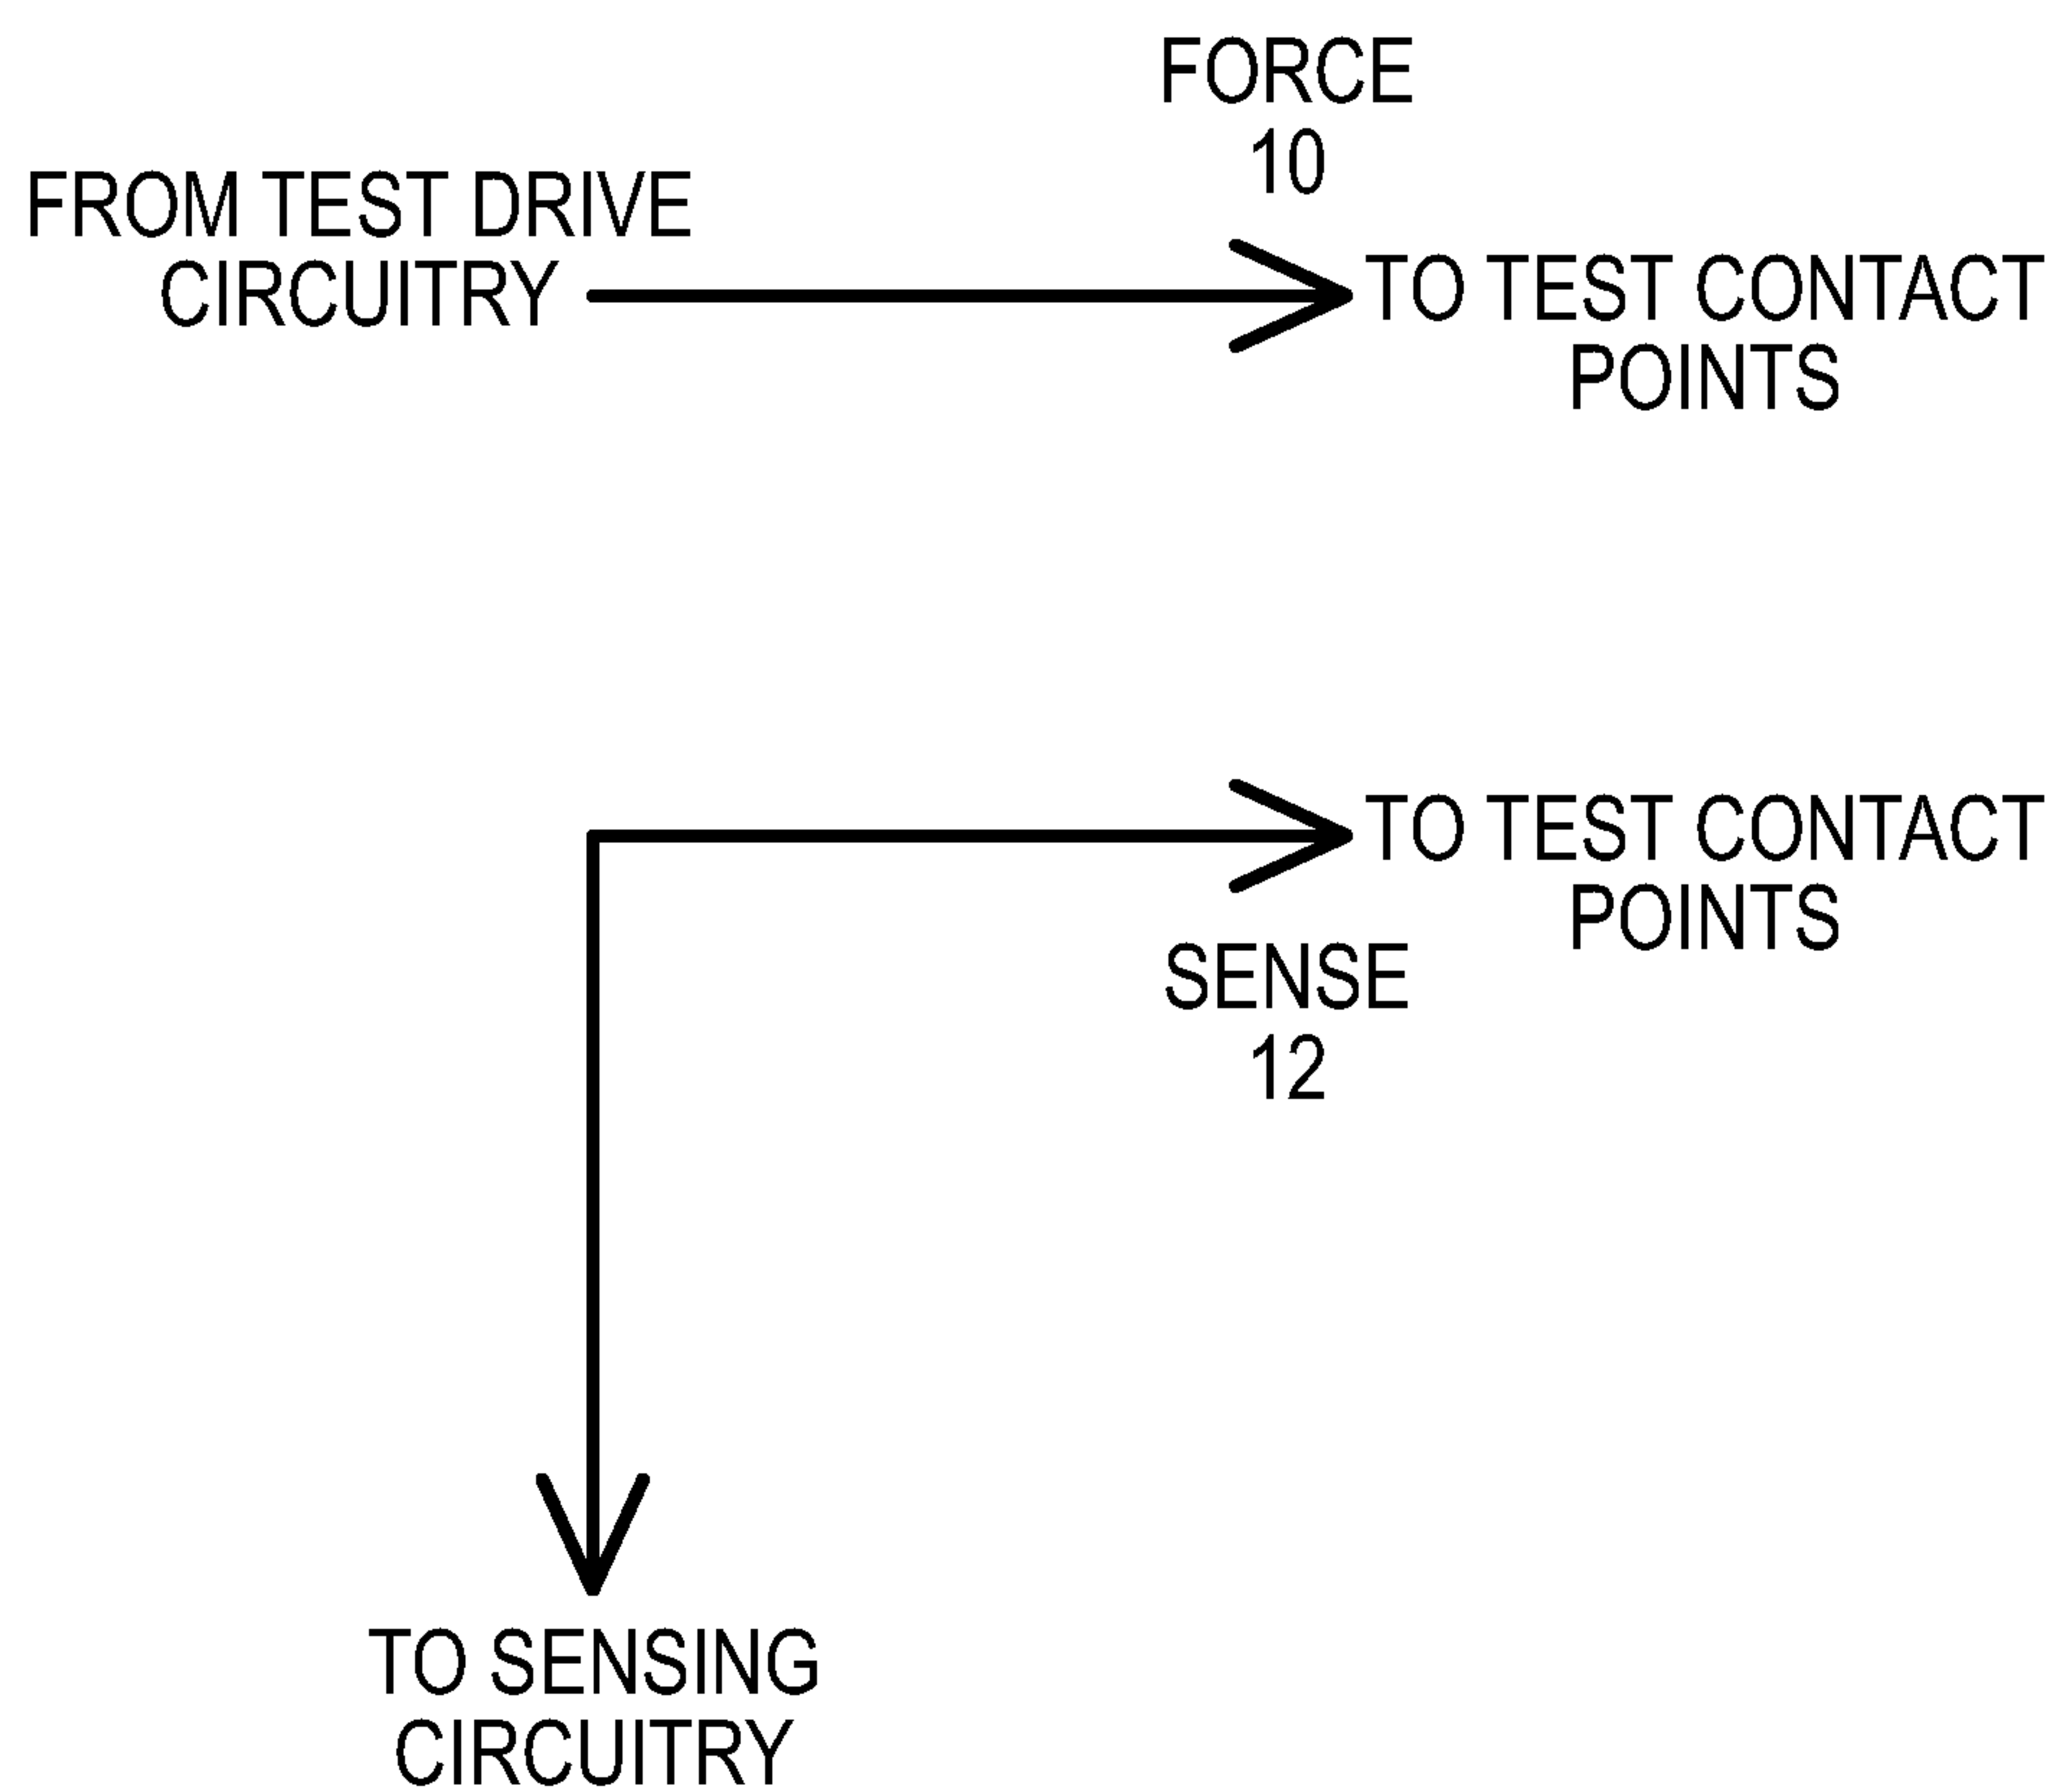 FORCE
10
FROM TEST DRIVE
CIRCUITRY
TO TEST CONTACT
POINTS
TO TEST CONTACT
POINTS
SENSE
12
TO SENSING
CIRCUITRY